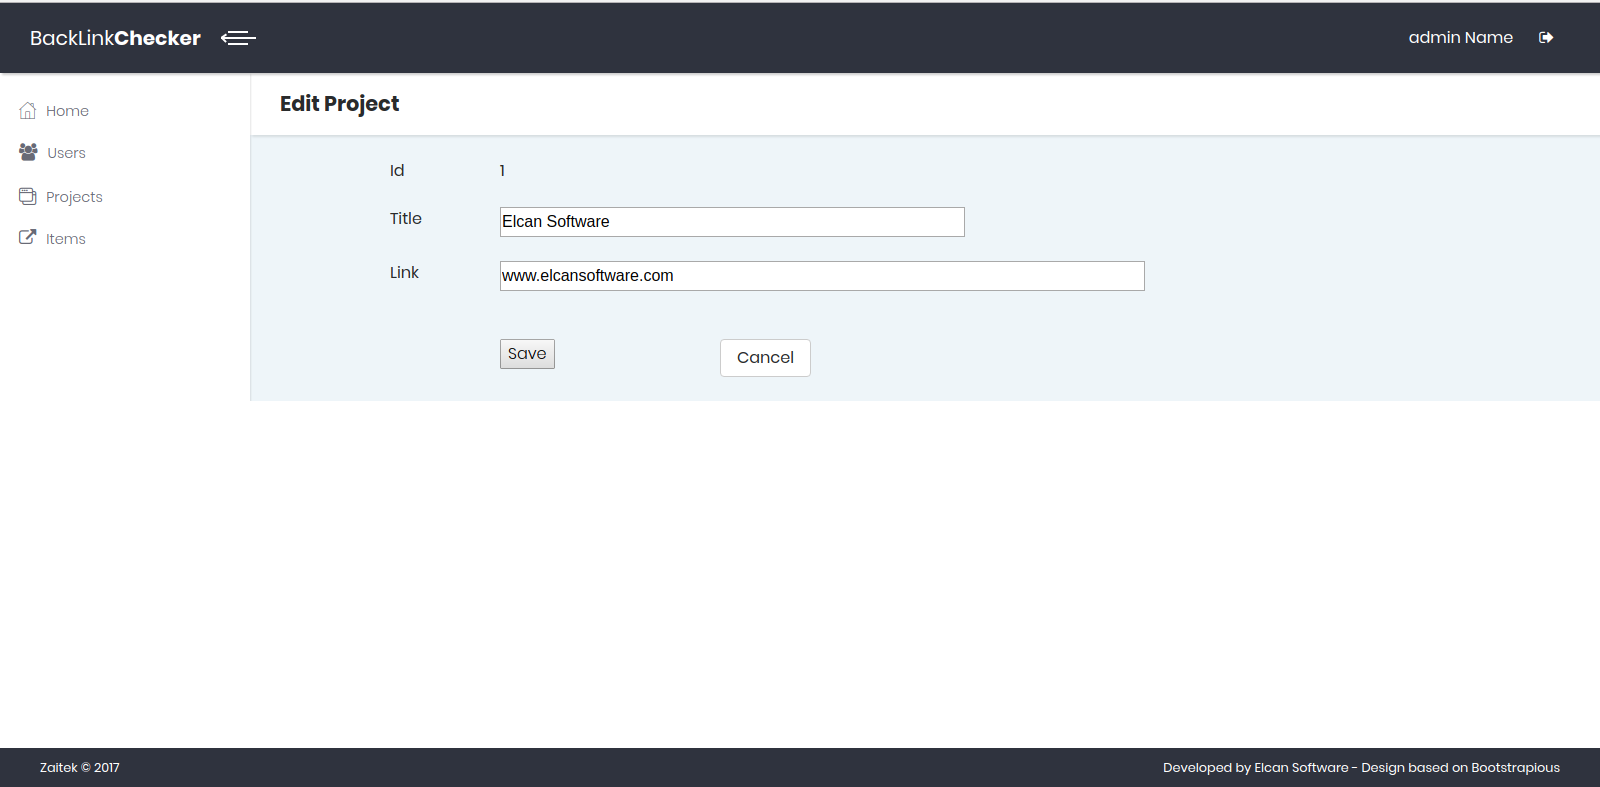 BackLinkChecker
admin Name
Home
Users
Projects
Items
Edit Project
Id 1
Title Elcan Software
Link www.elcansoftware.com
Save Cancel
Zaitek © 2017
Developed by Elcan Software - Design based on Bootstrapious